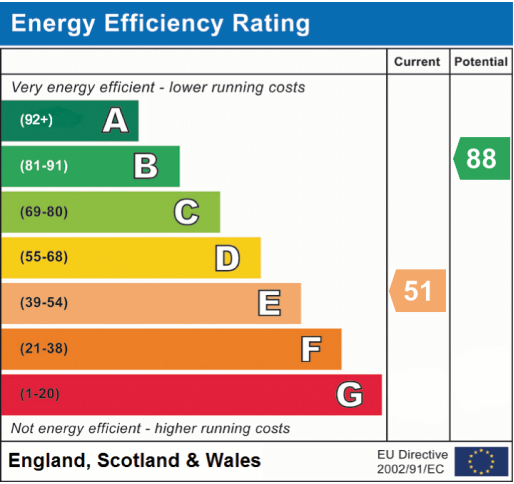 Energy Efficiency Rating
Current Potential
Very energy efficient - lower running costs
(92+) A
(81-91) B
88
(69-80) C
(55-68) D
(39-54) E
51
(21-38) F
(1-20) G
Not energy efficient - higher running costs
England, Scotland & Wales
EU Directive
2002/91/EC